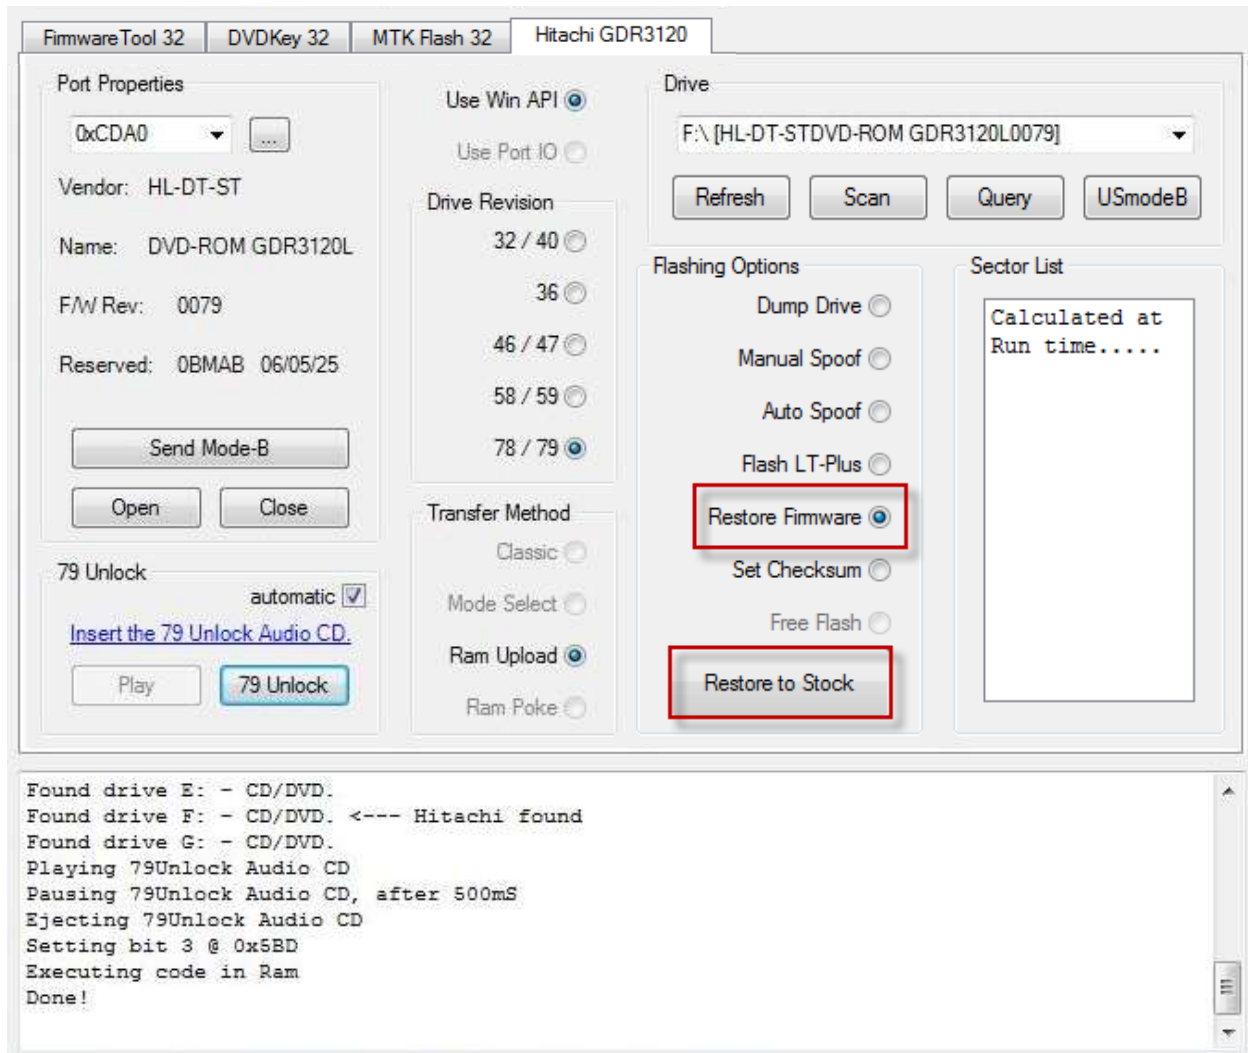 FirmwareTool 32
DVDKey 32
MTK Flash 32
Hitachi GDR3120
Port Properties
0xCDA0
...
Vendor: HL-DT-ST
Name: DVD-ROM GDR3120L
F/W Rev: 0079
Reserved: 0BMAB 06/05/25
Send Mode-B
Open
Close
79 Unlock
automatic
Insert the 79 Unlock Audio CD.
Play
79 Unlock
Use Win API
Use Port IO
Drive Revision
32 / 40
36
46 / 47
58 / 59
78 / 79
Transfer Method
Classic
Mode Select
Ram Upload
Ram Poke
Drive
F:\ [HL-DT-STDVD-ROM GDR3120L0079]
Refresh
Scan
Query
USmodeB
Flashing Options
Dump Drive
Manual Spoof
Auto Spoof
Flash LT-Plus
Restore Firmware
Set Checksum
Free Flash
Restore to Stock
Sector List
Calculated at
Run time.....
Found drive E: - CD/DVD.
Found drive F: - CD/DVD. <--- Hitachi found
Found drive G: - CD/DVD.
Playing 79Unlock Audio CD
Pausing 79Unlock Audio CD, after 500mS
Ejecting 79Unlock Audio CD
Setting bit 3 @ 0x5BD
Executing code in Ram
Done!